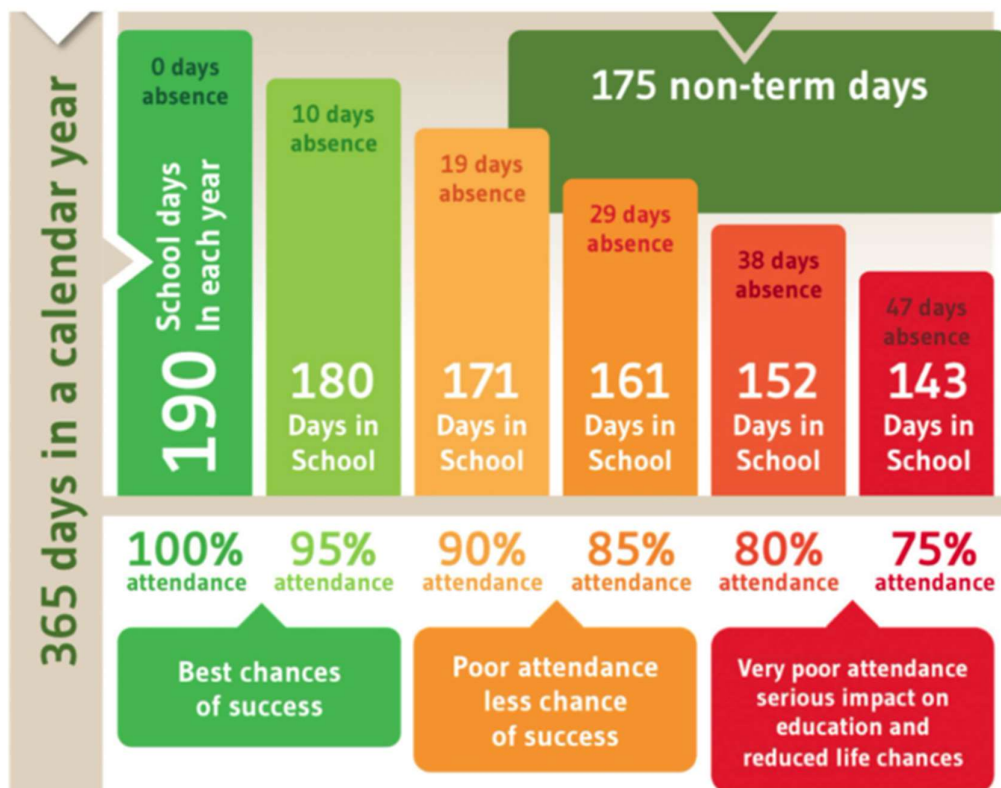 365 days in a calendar year
0 days
absence
190
School days
In each year
10 days
absence
180
Days in
School
19 days
absence
171
Days in
School
175 non-term days
29 days
absence
161
Days in
School
38 days
absence
152
Days in
School
47 days
absence
143
Days in
School
100%
attendance
95%
attendance
90%
attendance
85%
attendance
80%
attendance
75%
attendance
Best chances
of success
Poor attendance
less chance
of success
Very poor attendance
serious impact on
education and
reduced life chances